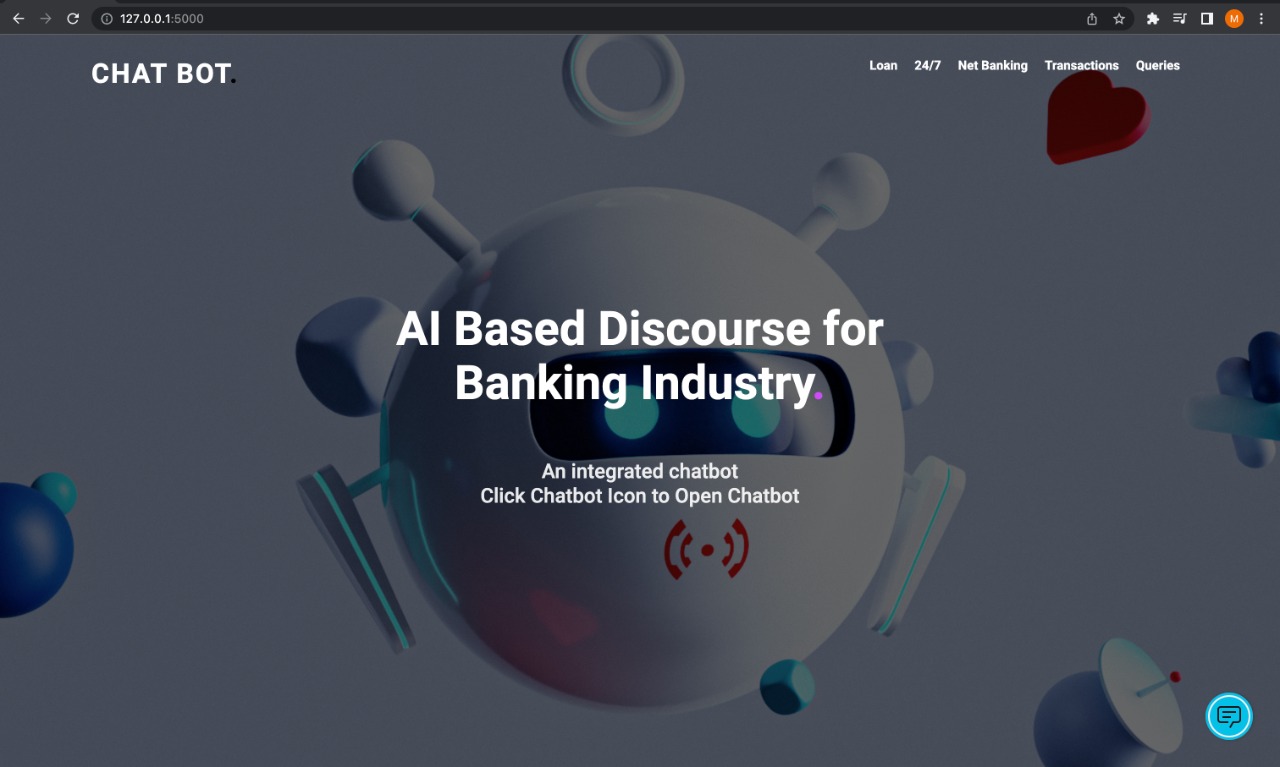 127.0.0.1:5000
M
CHAT BOT.
Loan 24/7 Net Banking Transactions Queries
AI Based Discourse for
Banking Industry.
An integrated chatbot
Click Chatbot Icon to Open Chatbot